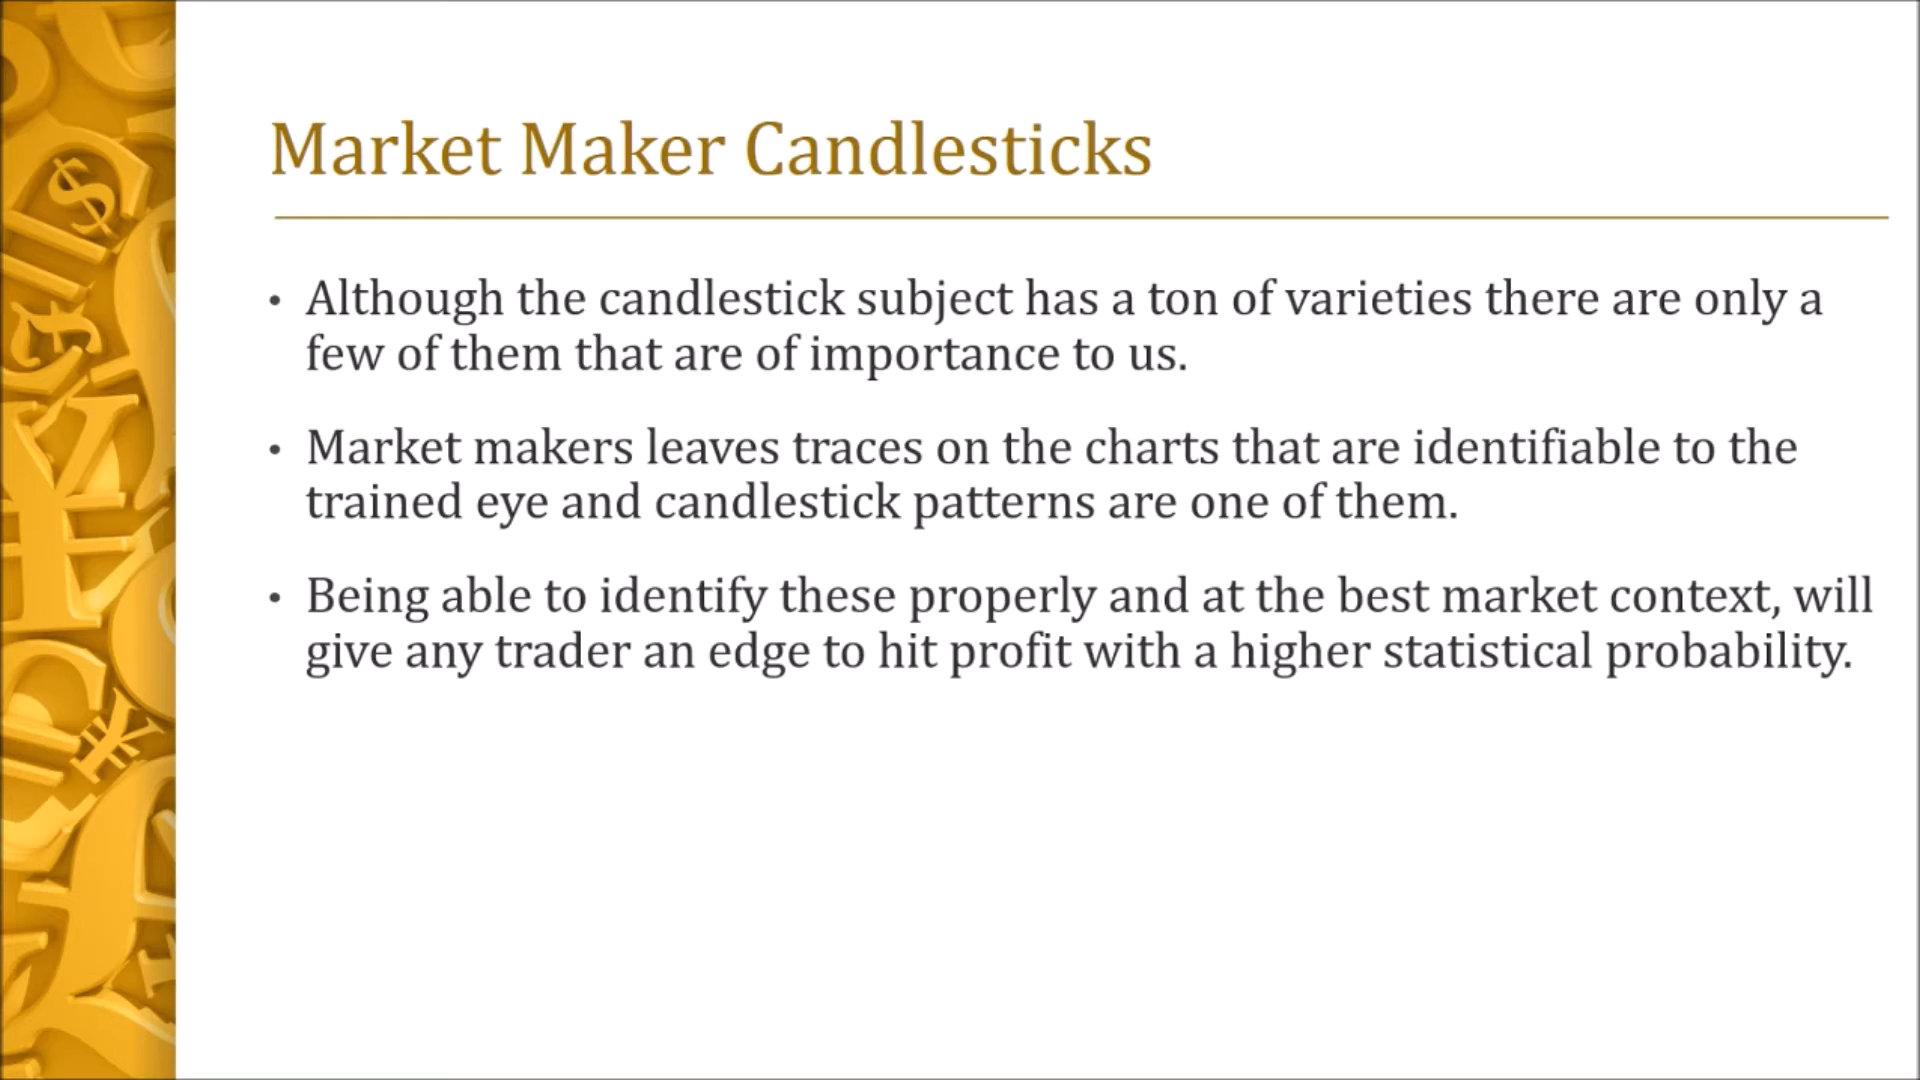 Market Maker Candlesticks
• Although the candlestick subject has a ton of varieties there are only a
few of them that are of importance to us.
• Market makers leaves traces on the charts that are identifiable to the
trained eye and candlestick patterns are one of them.
• Being able to identify these properly and at the best market context, will
give any trader an edge to hit profit with a higher statistical probability.